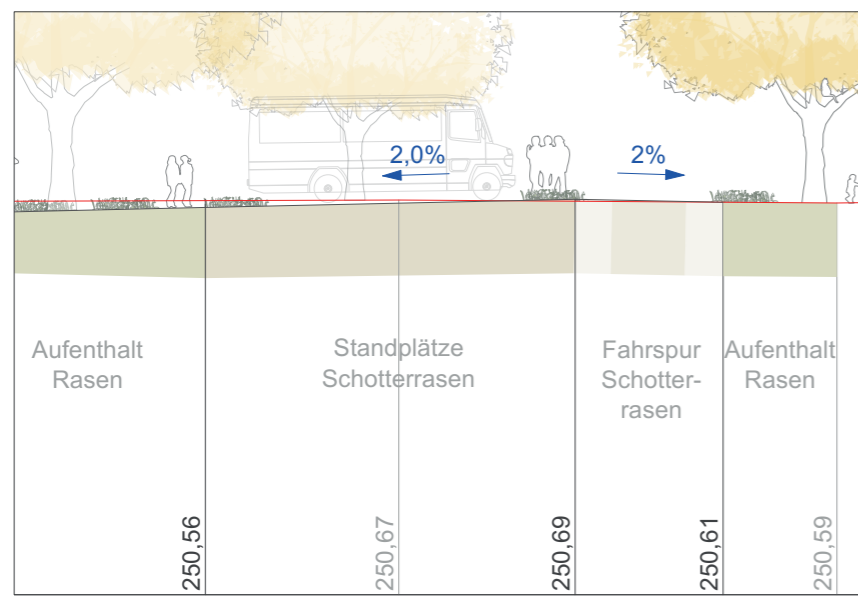 2,0%
2%
Aufenthalt
Rasen
Standplätze
Schotterrasen
Fahrspur
Schotter-
rasen
Aufenthalt
Rasen
250,56
250,67
250,69
250,61
250,59